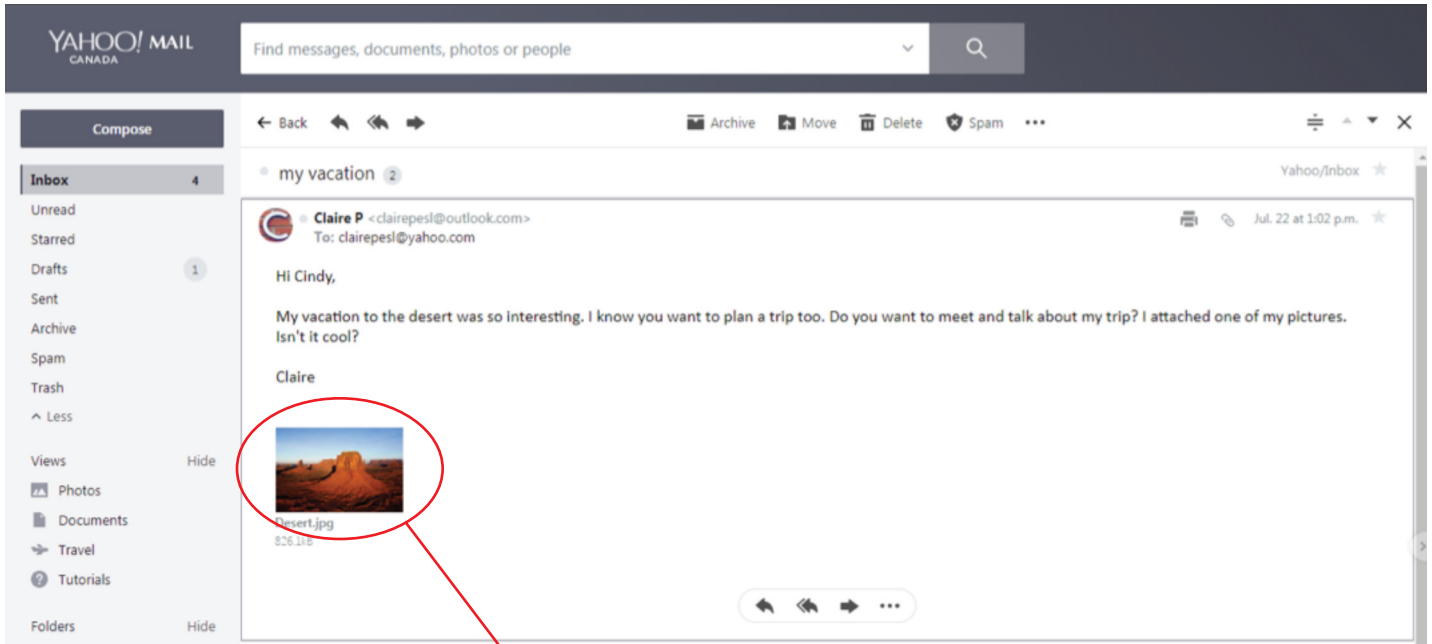 YAHOO! MAIL
CANADA
Find messages, documents, photos or people
Compose
Back
Archive Move Delete Spam
Inbox 4
Unread
Starred
Drafts 1
Sent
Archive
Spam
Trash
Less
Views Hide
Photos
Documents
Travel
Tutorials
Folders Hide
my vacation 2
Yahoo/Inbox
Claire P <clairepesl@outlook.com>
Jul. 22 at 1:02 p.m.
To: clairepesl@yahoo.com
Hi Cindy,
My vacation to the desert was so interesting. I know you want to plan a trip too. Do you want to meet and talk about my trip? I attached one of my pictures.
Isn't it cool?
Claire
Desert.jpg
826.1kB